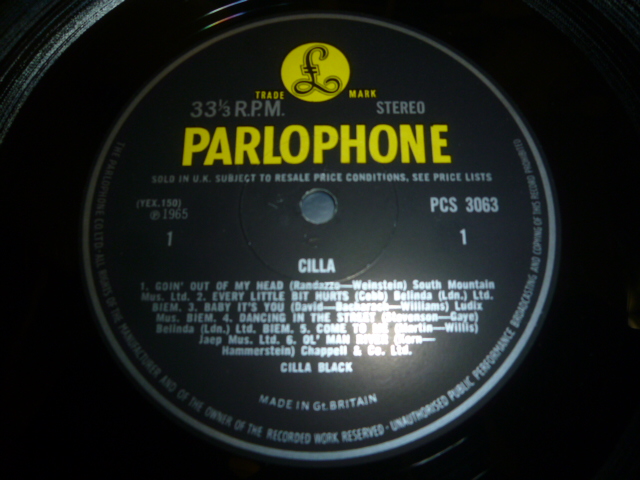 £
TRADE MARK
33⅓ R.P.M. STEREO
PARLOPHONE
SOLD IN U.K. SUBJECT TO RESALE PRICE CONDITIONS, SEE PRICE LISTS
(YEX.150) PCS 3063
℗1965
1 1
CILLA
1. GOIN' OUT OF MY HEAD (Randazzo—Weinstein) South Mountain
Mus. Ltd. 2. EVERY LITTLE BIT HURTS (Cobb) Belinda (Ldn.) Ltd.
BIEM. 3. BABY IT'S YOU (David—Bacharach—Williams) Ludix
Mus. BIEM. 4. DANCING IN THE STREET (Stevenson—Gaye)
Belinda (Ldn.) Ltd. BIEM. 5. COME TO ME (Martin—Willis)
Jaep Mus. Ltd. 6. OL' MAN RIVER (Kern—
Hammerstein) Chappell & Co. Ltd.
CILLA BLACK
MADE IN Gt. BRITAIN
THE PARLOPHONE CO LTD · ALL RIGHTS OF THE MANUFACTURER AND OF THE OWNER OF THE RECORDED WORK RESERVED · UNAUTHORISED PUBLIC PERFORMANCE BROADCASTING AND COPYING OF THIS RECORD PROHIBITED